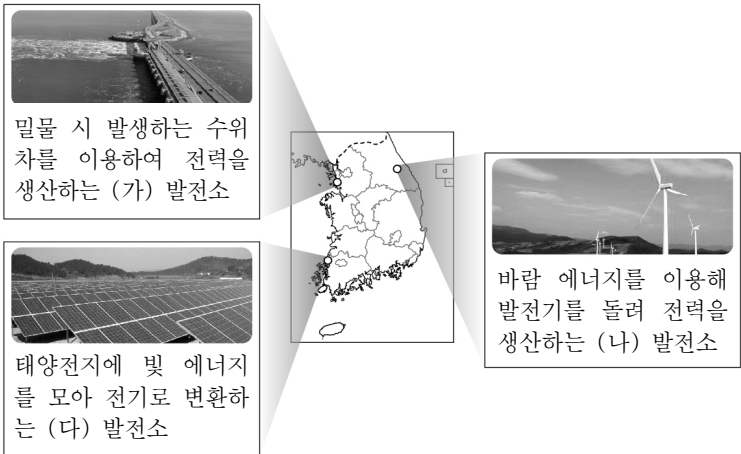 밀물 시 발생하는 수위
차를 이용하여 전력을
생산하는 (가) 발전소
바람 에너지를 이용해
발전기를 돌려 전력을
생산하는 (나) 발전소
태양전지에 빛 에너지
를 모아 전기로 변환하
는 (다) 발전소